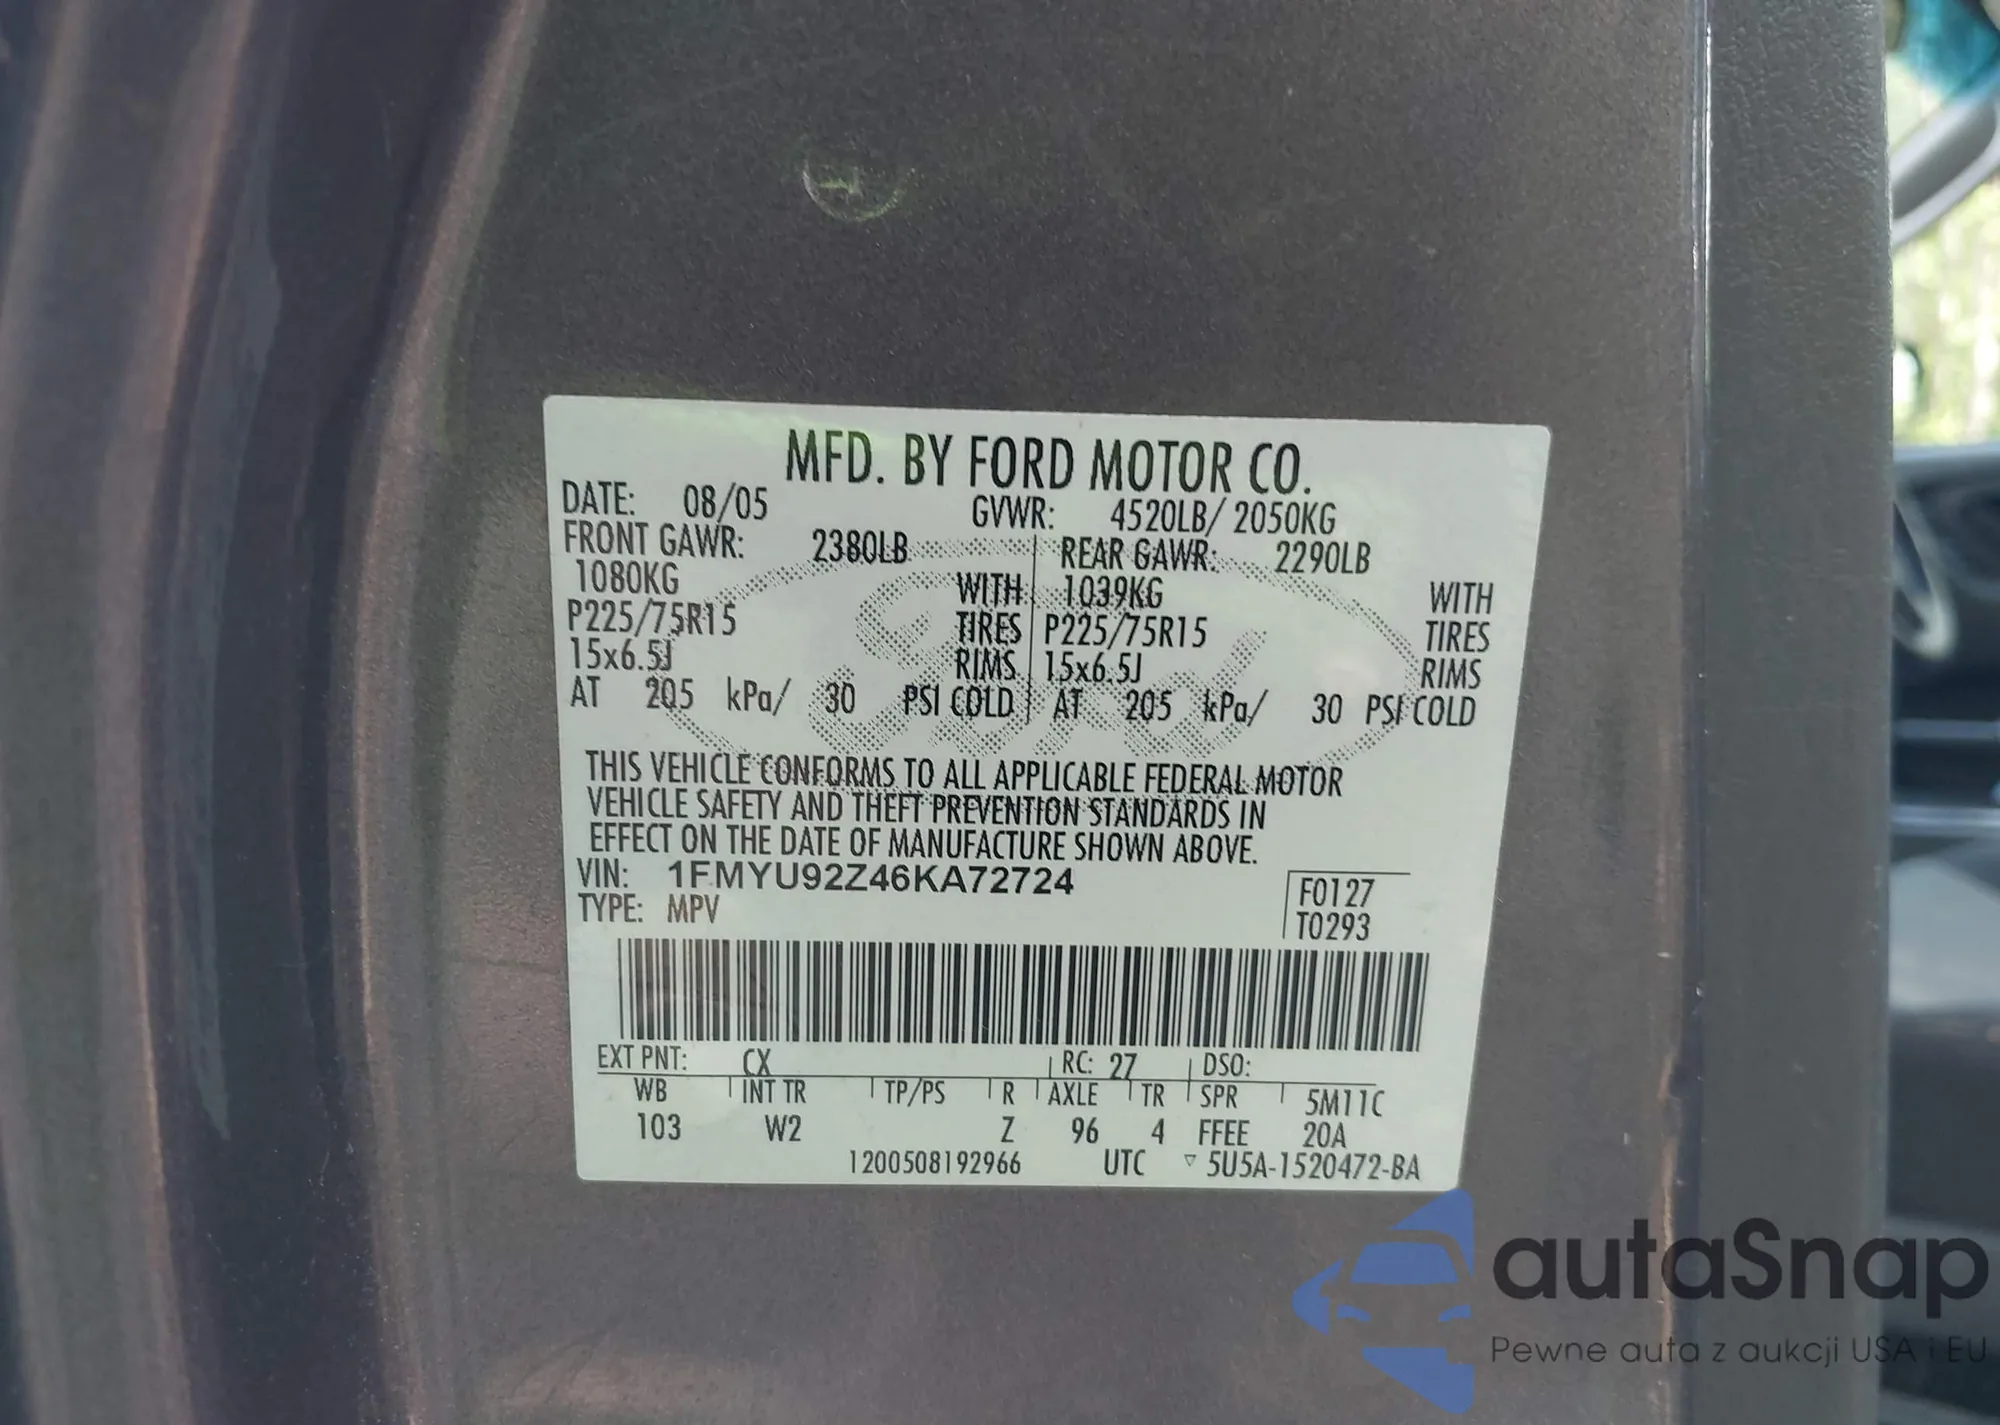 MFD. BY FORD MOTOR CO.
DATE: 08/05 GVWR: 4520LB/ 2050KG
FRONT GAWR: 2380LB REAR GAWR: 2290LB
1080KG WITH 1039KG WITH
P225/75R15 TIRES P225/75R15 TIRES
15x6.5J RIMS 15x6.5J RIMS
AT 205 kPa/ 30 PSI COLD AT 205 kPa/ 30 PSI COLD
Ford
THIS VEHICLE CONFORMS TO ALL APPLICABLE FEDERAL MOTOR
VEHICLE SAFETY AND THEFT PREVENTION STANDARDS IN
EFFECT ON THE DATE OF MANUFACTURE SHOWN ABOVE.
VIN: 1FMYU92Z46KA72724
TYPE: MPV
F0127
T0293
EXT PNT: CX RC: 27 DSO:
WB INT TR TP/PS R AXLE TR SPR 5M11C
103 W2 Z 96 4 FFEE 20A
1200508192966 UTC ▿ 5U5A-1520472-BA
autaSnap
Pewne auta z aukcji USA i EU